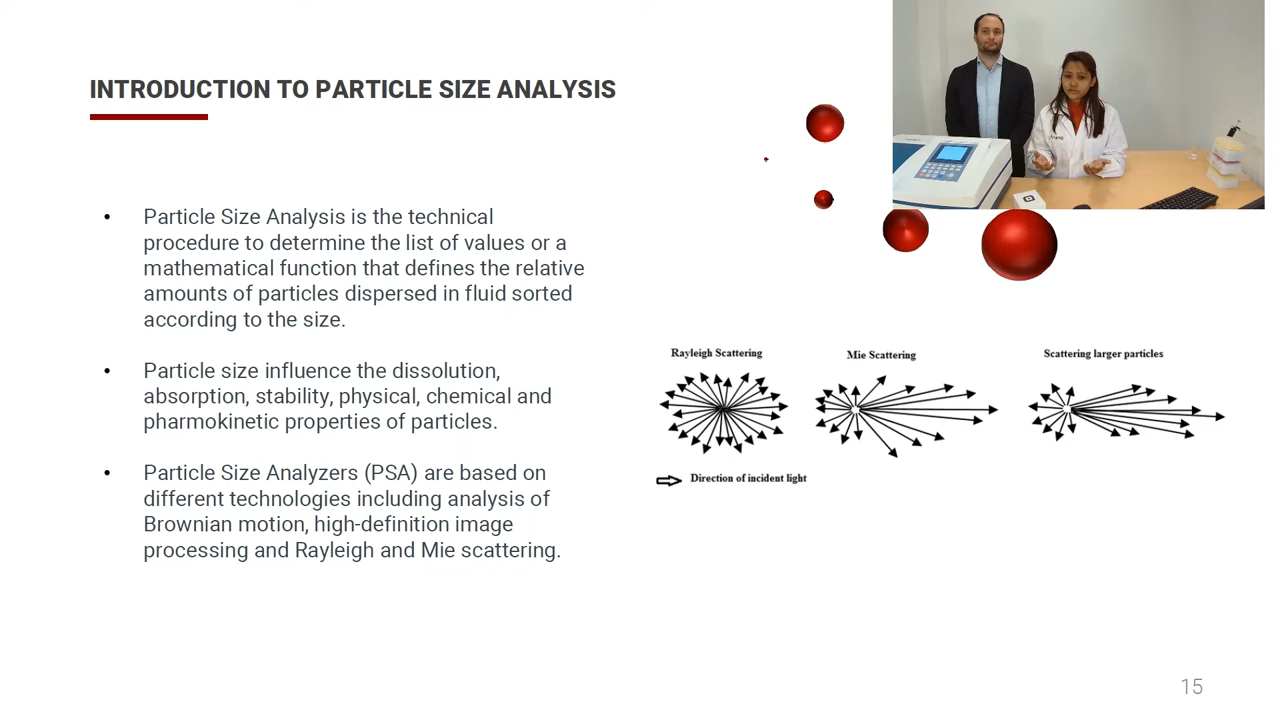 INTRODUCTION TO PARTICLE SIZE ANALYSIS
• Particle Size Analysis is the technical
procedure to determine the list of values or a
mathematical function that defines the relative
amounts of particles dispersed in fluid sorted
according to the size.
• Particle size influence the dissolution,
absorption, stability, physical, chemical and
pharmokinetic properties of particles.
• Particle Size Analyzers (PSA) are based on
different technologies including analysis of
Brownian motion, high-definition image
processing and Rayleigh and Mie scattering.
Rayleigh Scattering
Mie Scattering
Scattering larger particles
Direction of incident light
15